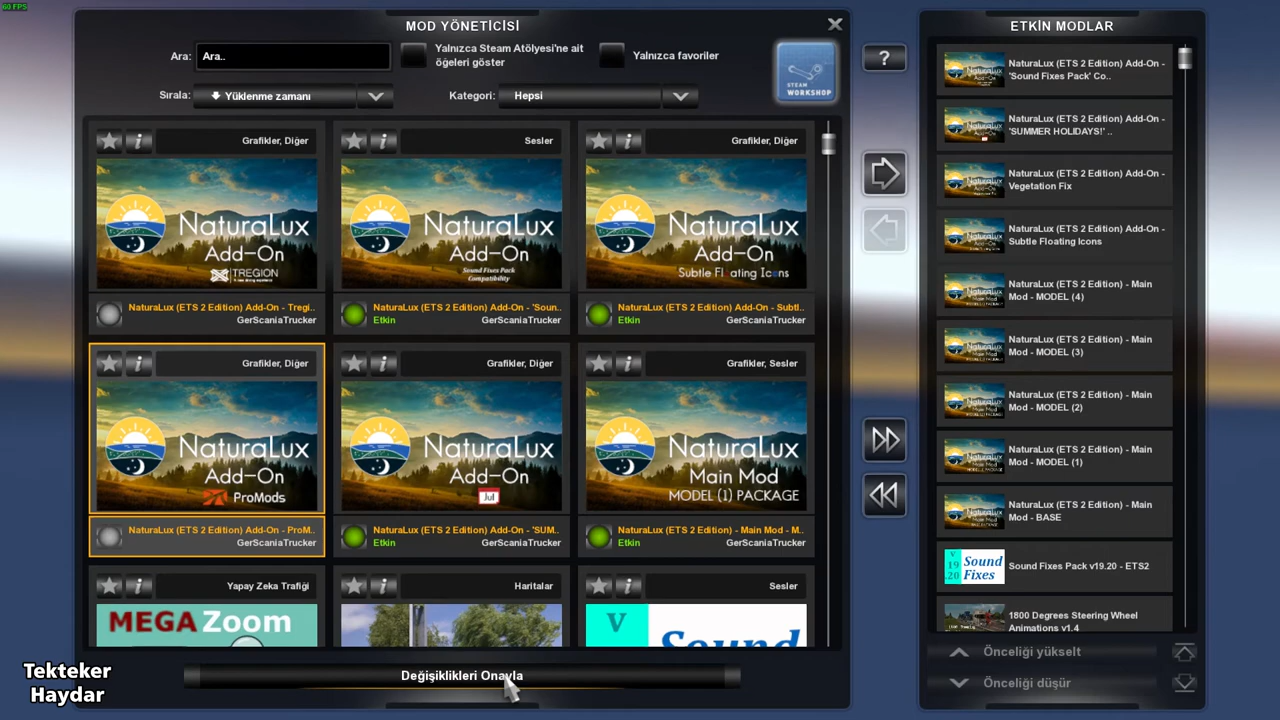 60 FPS
MOD YÖNETİCİSİ
Ara:
Ara..
Yalnızca Steam Atölyesi'ne ait
öğeleri göster
Yalnızca favoriler
STEAM
WORKSHOP
Sırala:
Yüklenme zamanı
Kategori:
Hepsi
Grafikler, Diğer
NaturaLux
Add-On
TREGION
NaturaLux (ETS 2 Edition) Add-On - Tregi..
GerScaniaTrucker
Sesler
NaturaLux
Add-On
Sound Fixes Pack
Compatibility
NaturaLux (ETS 2 Edition) Add-On - 'Soun..
Etkin GerScaniaTrucker
Grafikler, Diğer
NaturaLux
Add-On
Subtle Fl ating Icons
NaturaLux (ETS 2 Edition) Add-On - Subtl..
Etkin GerScaniaTrucker
Grafikler, Diğer
NaturaLux
Add-On
ProMods
NaturaLux (ETS 2 Edition) Add-On - ProM..
GerScaniaTrucker
Grafikler, Diğer
NaturaLux
Add-On
Jul
NaturaLux (ETS 2 Edition) Add-On - 'SUM..
Etkin GerScaniaTrucker
Grafikler, Sesler
NaturaLux
Main Mod
MODEL (1) PACKAGE
NaturaLux (ETS 2 Edition) - Main Mod - M..
Etkin GerScaniaTrucker
Yapay Zeka Trafiği
MEGA Zoom
Haritalar
Sesler
V
Sound
Değişiklikleri Onayla
?
ETKİN MODLAR
NaturaLux (ETS 2 Edition) Add-On -
'Sound Fixes Pack' Co..
NaturaLux (ETS 2 Edition) Add-On -
'SUMMER HOLIDAYS!' ..
NaturaLux (ETS 2 Edition) Add-On -
Vegetation Fix
NaturaLux (ETS 2 Edition) Add-On -
Subtle Floating Icons
NaturaLux (ETS 2 Edition) - Main
Mod - MODEL (4)
NaturaLux (ETS 2 Edition) - Main
Mod - MODEL (3)
NaturaLux (ETS 2 Edition) - Main
Mod - MODEL (2)
NaturaLux (ETS 2 Edition) - Main
Mod - MODEL (1)
NaturaLux (ETS 2 Edition) - Main
Mod - BASE
V
19
.20
Sound
Fixes
Sound Fixes Pack v19.20 - ETS2
1800 Degrees Steering Wheel
Animations v1.4
Önceliği yükselt
Önceliği düşür
Tekteker
Haydar